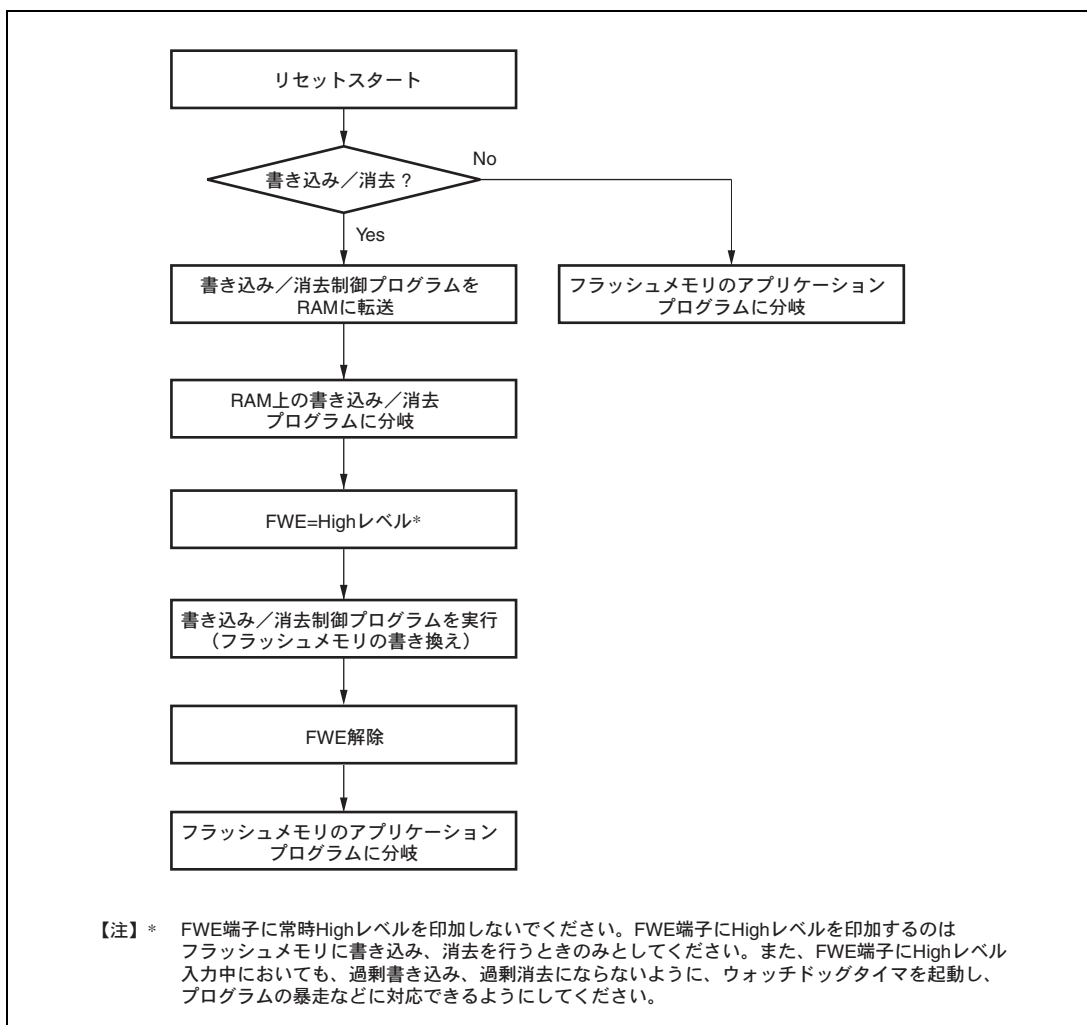 リセットスタート
書き込み／消去？
No
Yes
書き込み／消去制御プログラムを
RAMに転送
フラッシュメモリのアプリケーション
プログラムに分岐
RAM上の書き込み／消去
プログラムに分岐
FWE=Highレベル*
書き込み／消去制御プログラムを実行
（フラッシュメモリの書き換え）
FWE解除
フラッシュメモリのアプリケーション
プログラムに分岐
【注】* FWE端子に常時Highレベルを印加しないでください。FWE端子にHighレベルを印加するのは
フラッシュメモリに書き込み、消去を行うときのみとしてください。また、FWE端子にHighレベル
入力中においても、過剰書き込み、過剰消去にならないように、ウォッチドッグタイマを起動し、
プログラムの暴走などに対応できるようにしてください。